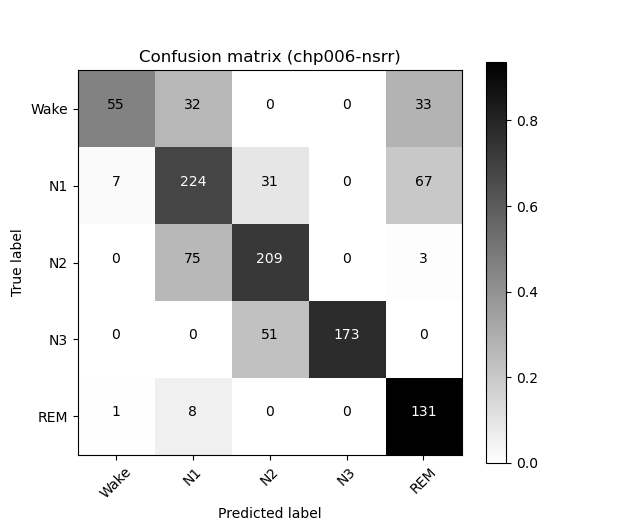 Confusion matrix (chp006-nsrr)
True label
Wake 55 32 0 0 33
N1 7 224 31 0 67
N2 0 75 209 0 3
N3 0 0 51 173 0
REM 1 8 0 0 131
Wake N1 N2 N3 REM
Predicted label
0.8
0.6
0.4
0.2
0.0